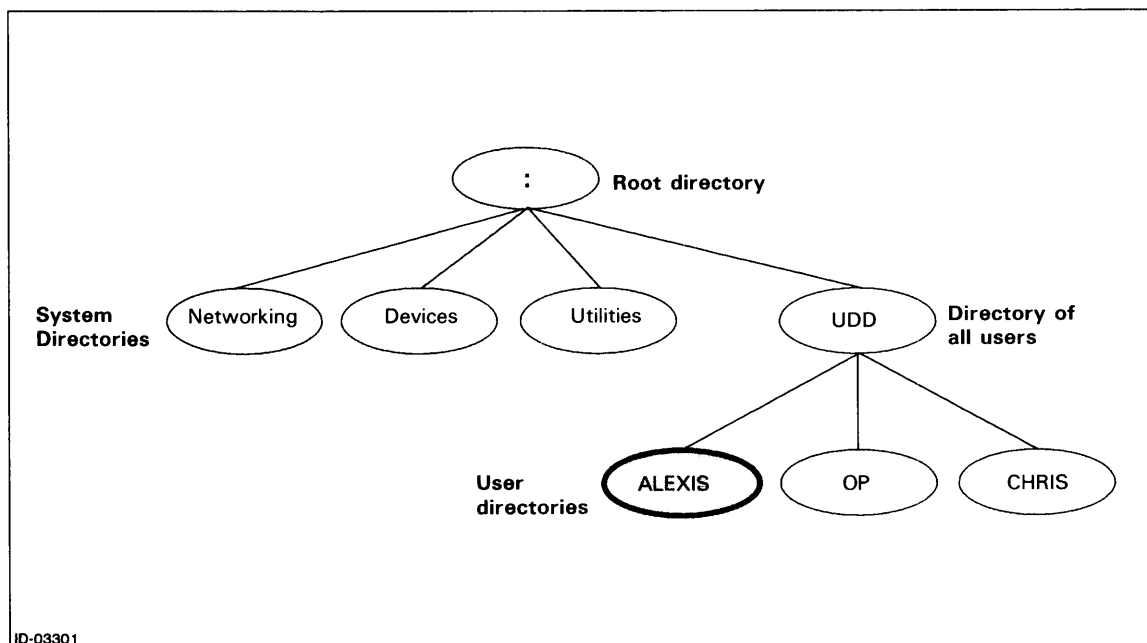 :
Root directory
System
Directories
Networking
Devices
Utilities
UDD
Directory of
all users
User
directories
ALEXIS
OP
CHRIS
ID-03301